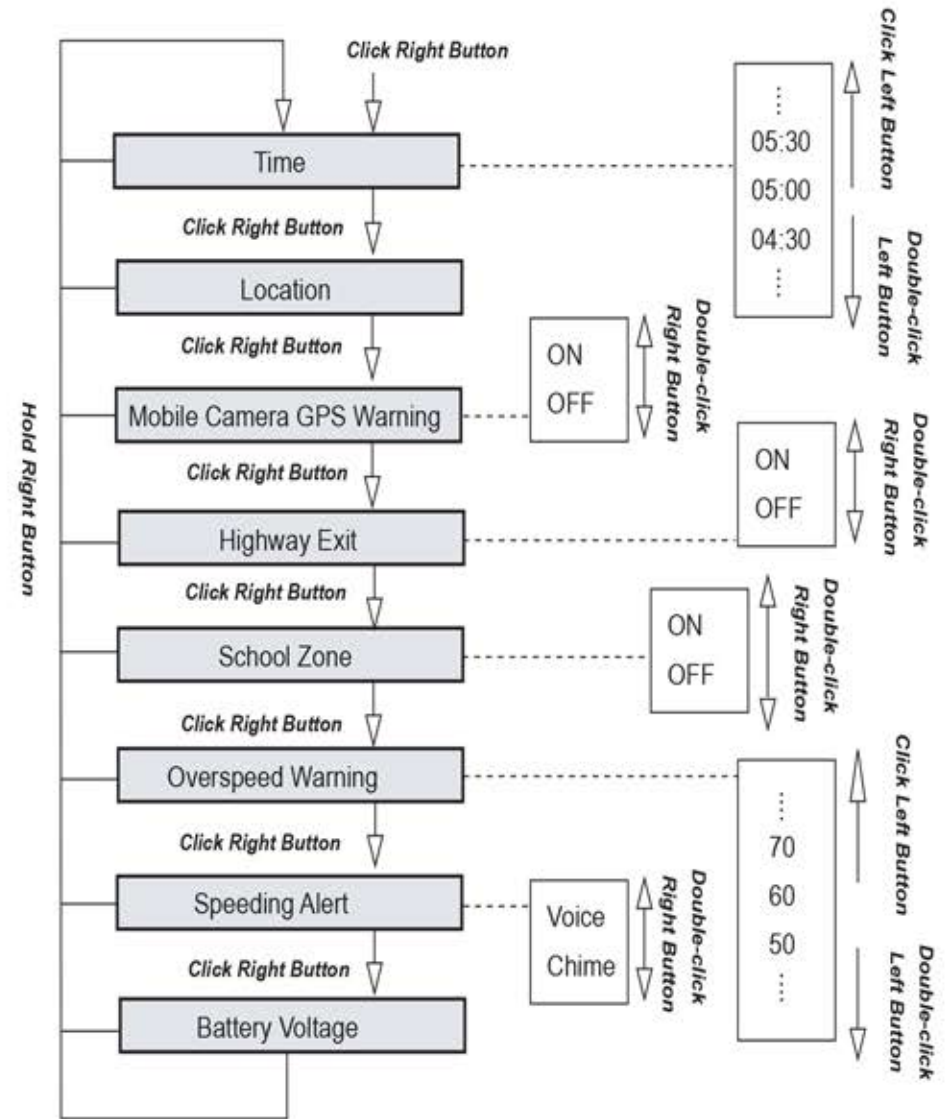 Click Right Button
Time
Click Right Button
Location
Click Right Button
Mobile Camera GPS Warning
Click Right Button
Highway Exit
Click Right Button
School Zone
Click Right Button
Overspeed Warning
Click Right Button
Speeding Alert
Click Right Button
Battery Voltage
Hold Right Button
⋮
05:30
05:00
04:30
⋮
Click Left Button
Double-click
Left Button
ON
OFF
Double-click
Right Button
ON
OFF
Double-click
Right Button
ON
OFF
Double-click
Right Button
⋮
70
60
50
⋮
Click Left Button
Double-click
Left Button
Voice
Chime
Double-click
Right Button